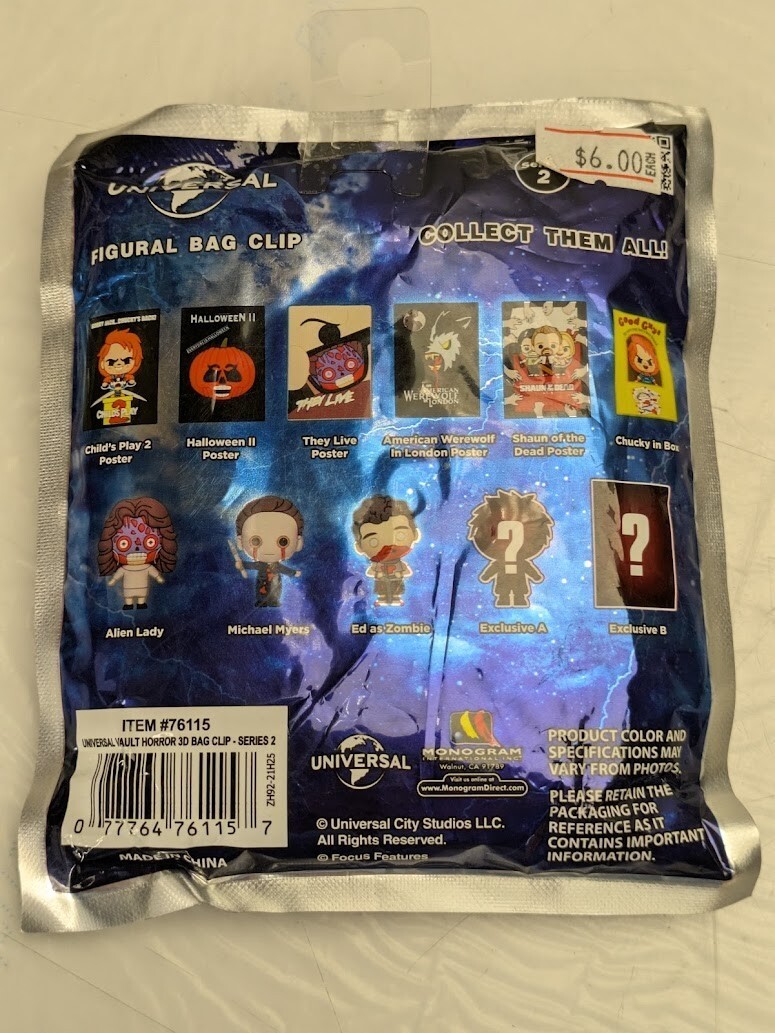 $6.00 EACH
UNIVERSAL
2
FIGURAL BAG CLIP
COLLECT THEM ALL!
CHILD'S PLAY
2
HALLOWEEN II
THEY LIVE
AMERICAN
WEREWOLF
LONDON
SHAUN OF THE DEAD
Good Guys
Child's Play 2
Poster
Halloween II
Poster
They Live
Poster
American Werewolf
In London Poster
Shaun of the
Dead Poster
Chucky in Box
?
?
Alien Lady
Michael Myers
Ed as Zombie
Exclusive A
Exclusive B
ITEM #76115
UNIVERSAL VAULT HORROR 3D BAG CLIP - SERIES 2
ZH92-21H25
0 77764 76115 7
MADE IN CHINA
UNIVERSAL
MONOGRAM
INTERNATIONAL INC.
Walnut, CA 91789
Visit us online at
www.MonogramDirect.com
© Universal City Studios LLC.
All Rights Reserved.
© Focus Features
PRODUCT COLOR AND
SPECIFICATIONS MAY
VARY FROM PHOTOS.
PLEASE RETAIN THE
PACKAGING FOR
REFERENCE AS IT
CONTAINS IMPORTANT
INFORMATION.